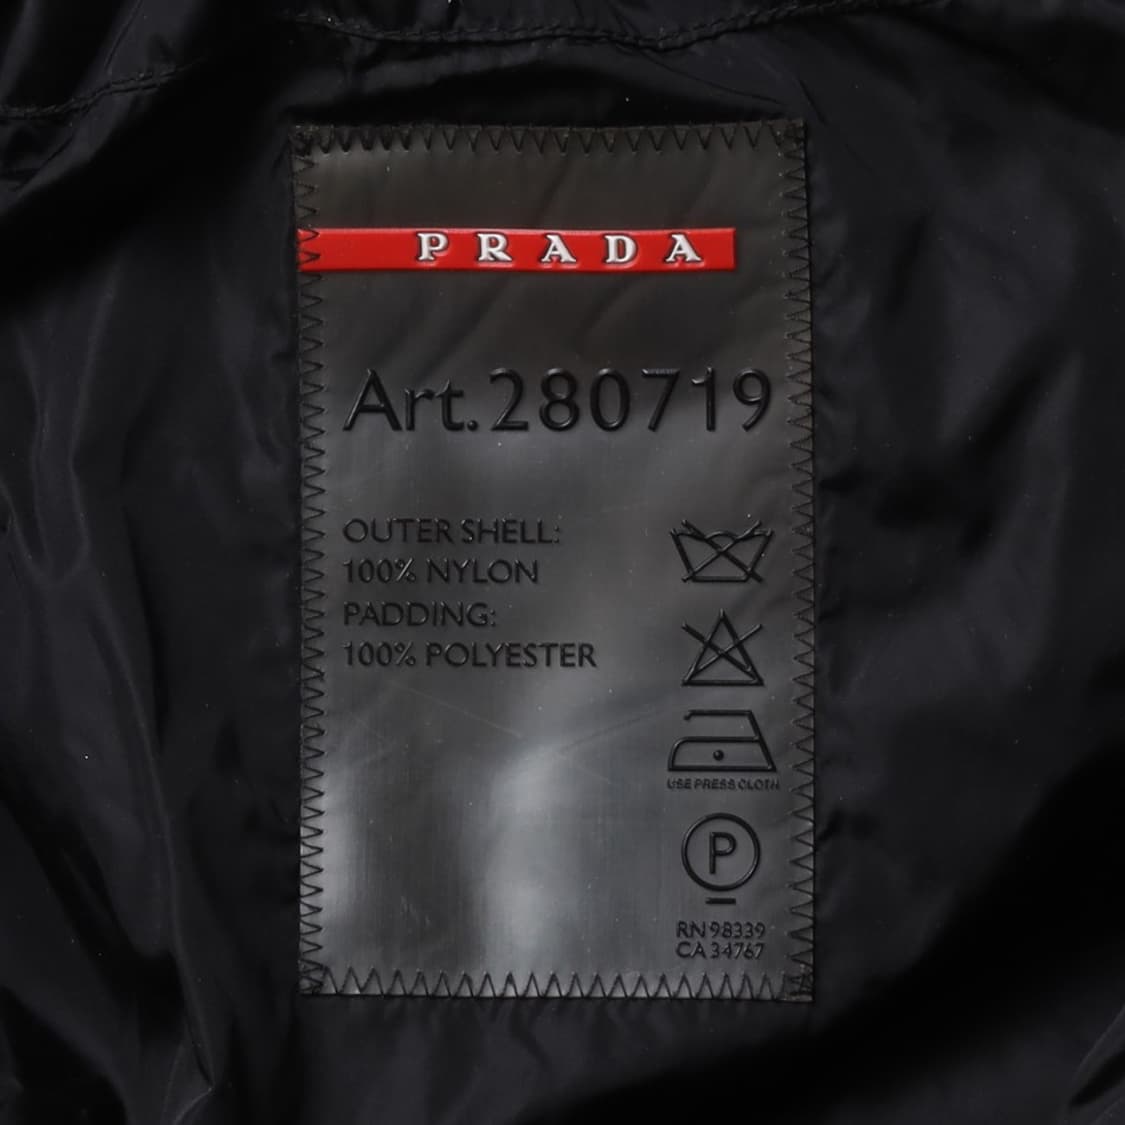 PRADA
Art.280719
OUTER SHELL:
100% NYLON
PADDING:
100% POLYESTER
USE PRESS CLOTH
P
RN 98339
CA 34767